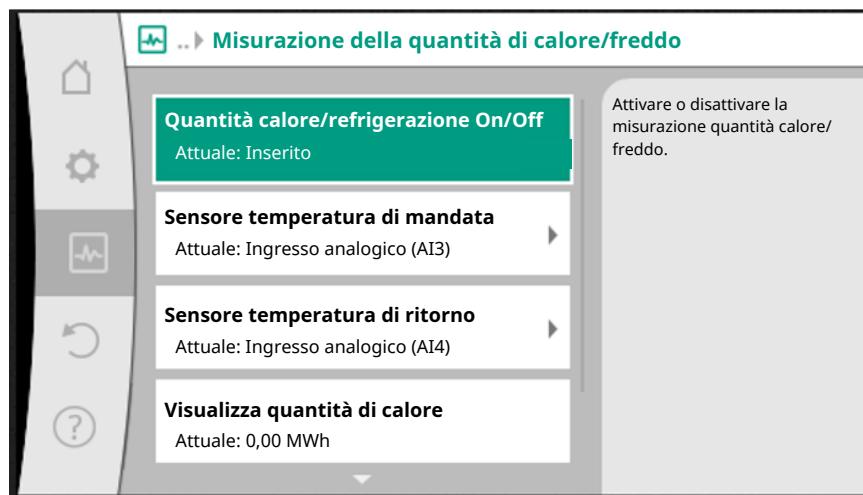 .. Misurazione della quantità di calore/freddo
Quantità calore/refrigerazione On/Off
Attuale: Inserito
Sensore temperatura di mandata
Attuale: Ingresso analogico (AI3)
Sensore temperatura di ritorno
Attuale: Ingresso analogico (AI4)
Visualizza quantità di calore
Attuale: 0,00 MWh
Attivare o disattivare la
misurazione quantità calore/
freddo.
?